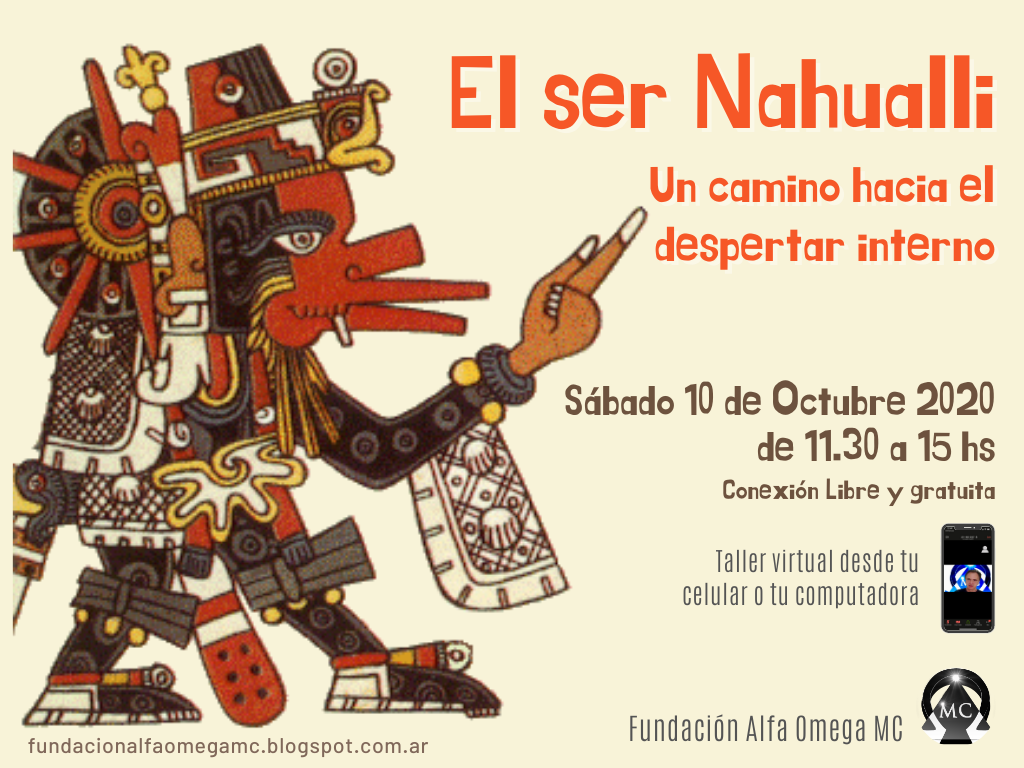 El ser Nahualli
Un camino hacia el
despertar interno
Sábado 10 de Octubre 2020
de 11.30 a 15 hs
Conexión Libre y gratuita
Taller virtual desde tu
celular o tu computadora
Fundación Alfa Omega MC
MC
fundacionalfaomegamc.blogspot.com.ar